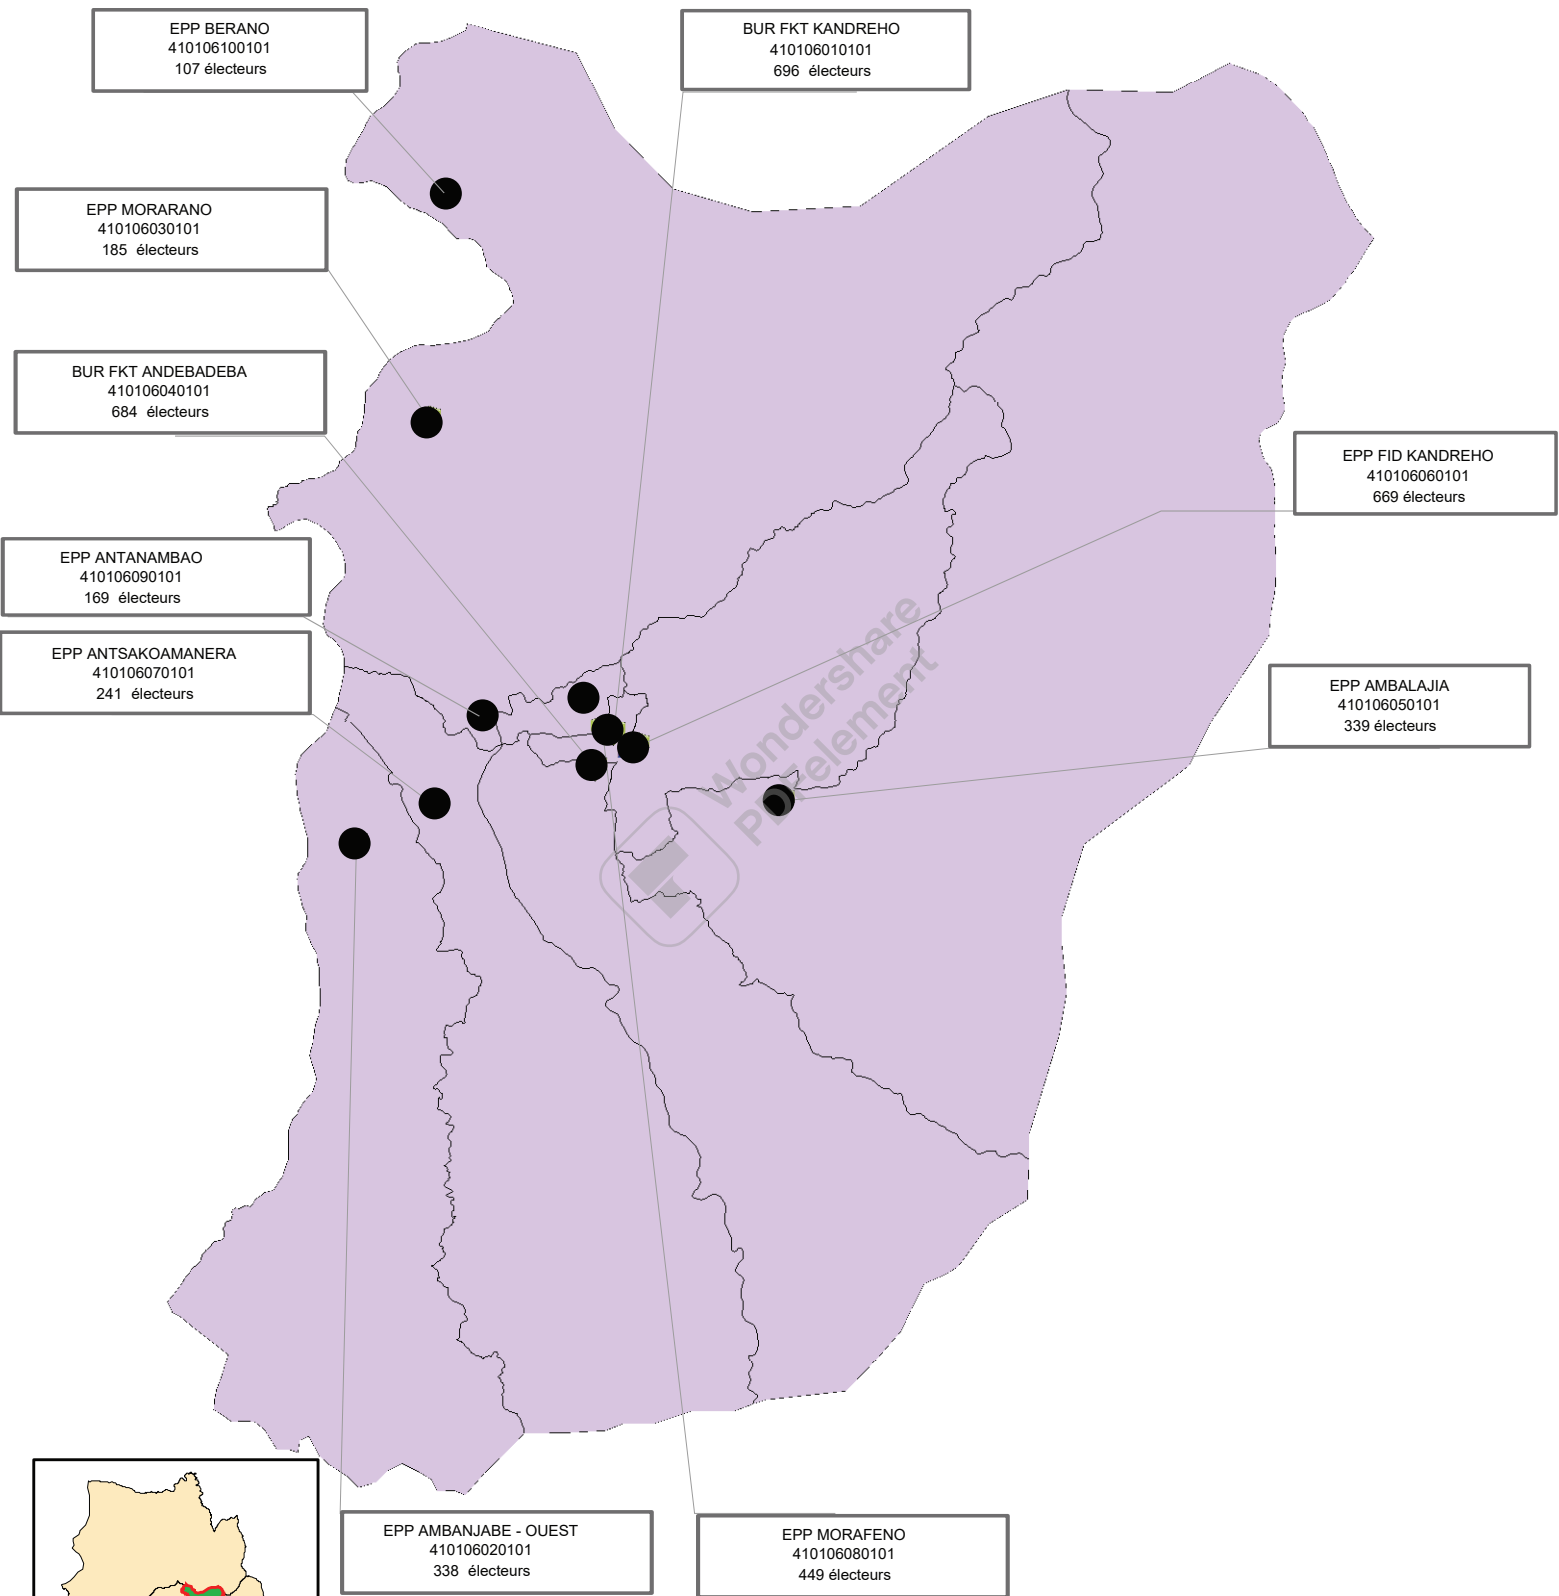 EPP BERANO
410106100101
107 électeurs
BUR FKT KANDREHO
410106010101
696 électeurs
EPP MORARANO
410106030101
185 électeurs
BUR FKT ANDEBADEBA
410106040101
684 électeurs
EPP FID KANDREHO
410106060101
669 électeurs
EPP ANTANAMBAO
410106090101
169 électeurs
EPP ANTSAKOAMANERA
410106070101
241 électeurs
EPP AMBALAJIA
410106050101
339 électeurs
Wondershare
PDFelement
EPP AMBANJABE - OUEST
410106020101
338 électeurs
EPP MORAFENO
410106080101
449 électeurs